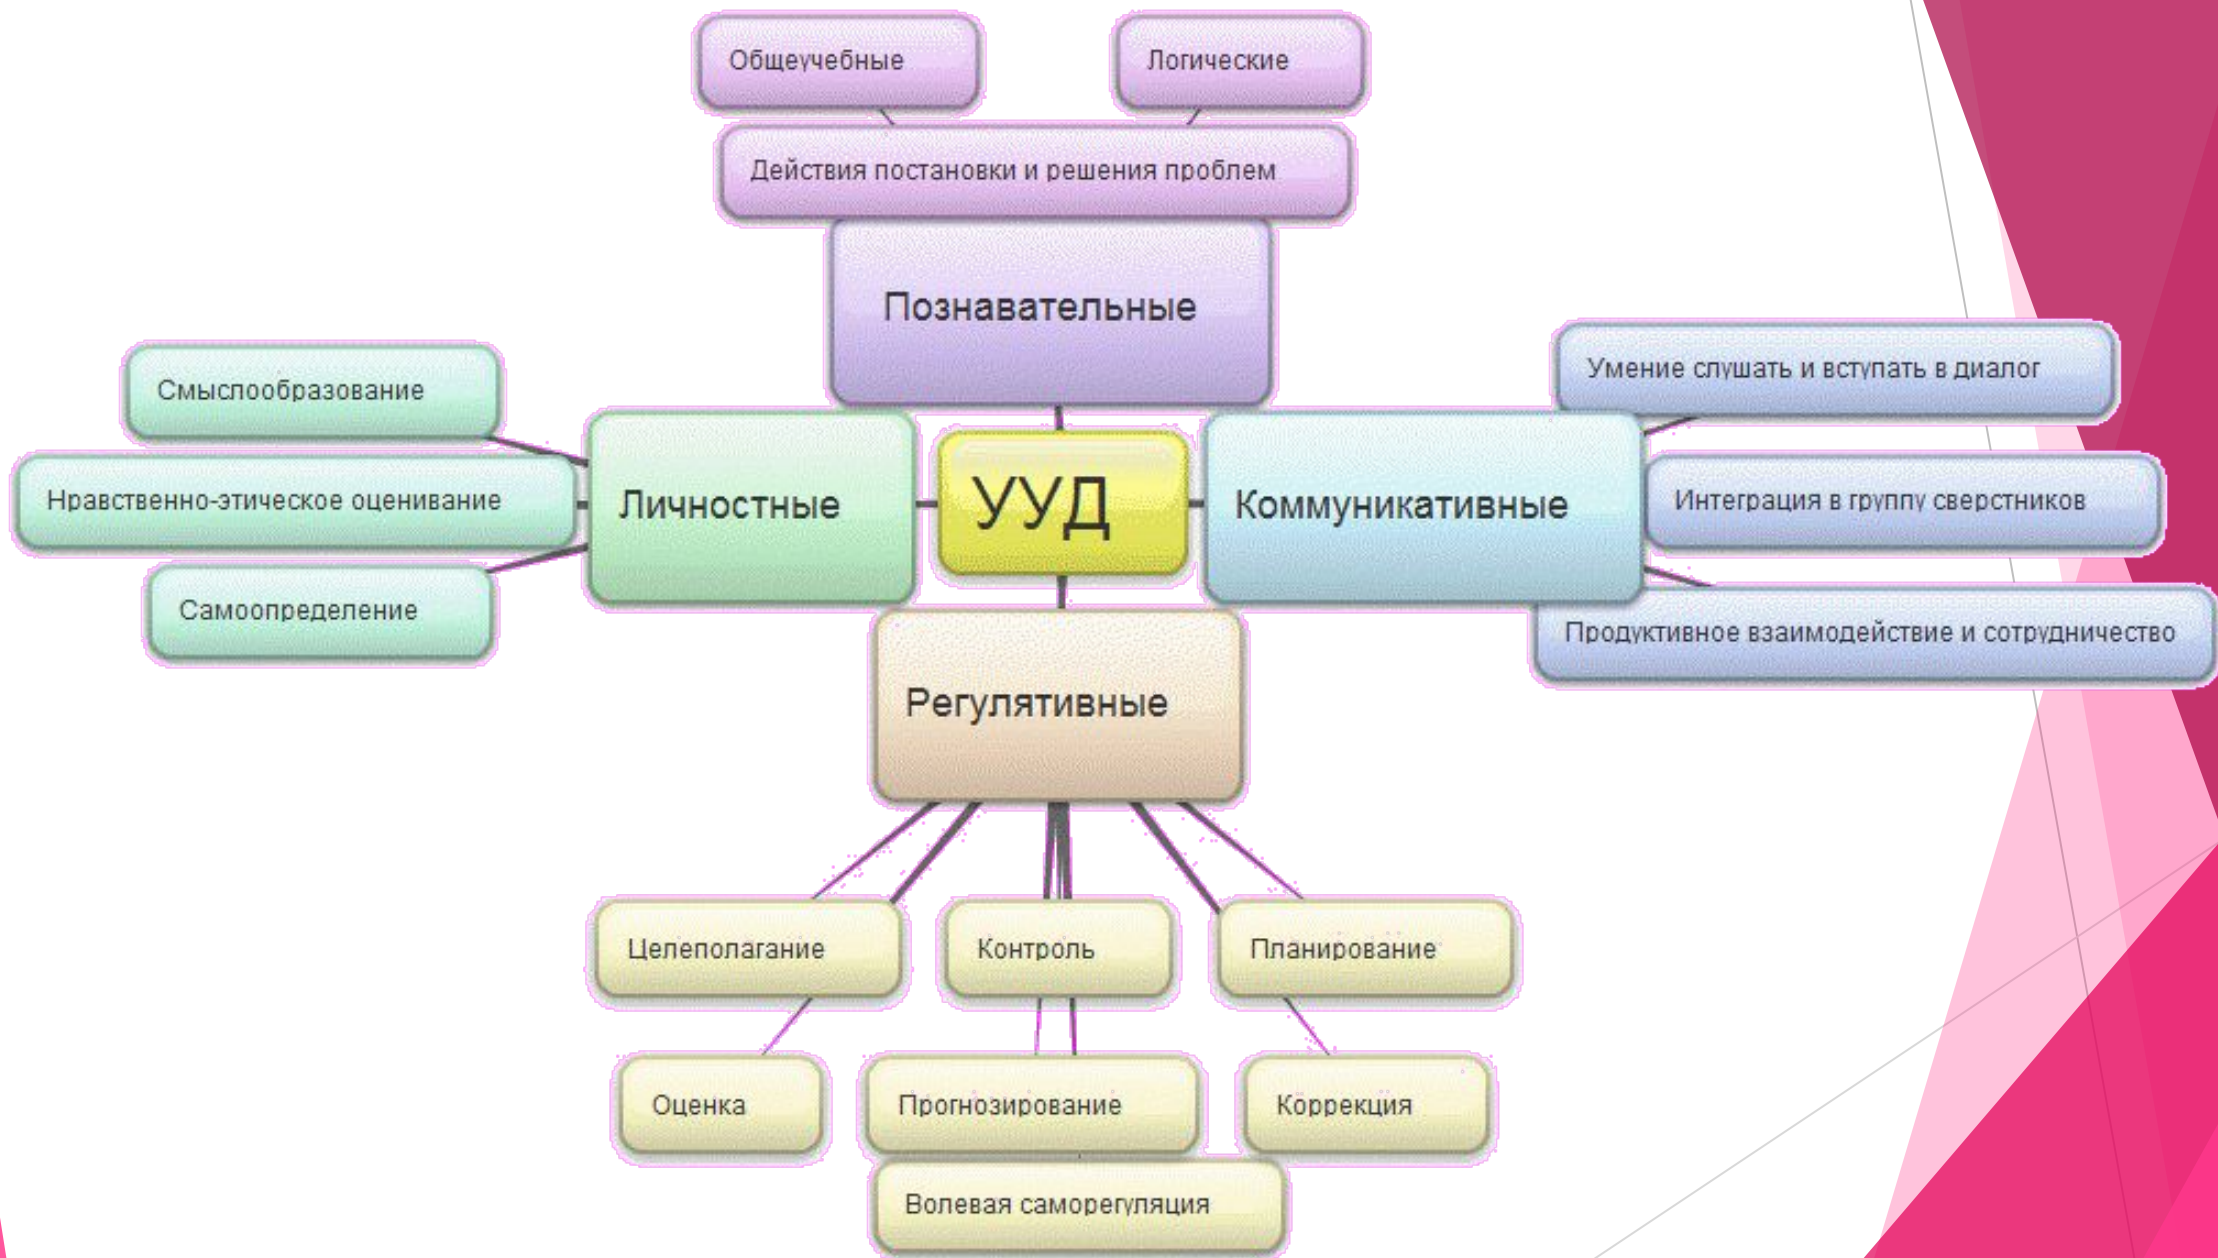 Общеучебные
Логические
Действия постановки и решения проблем
Познавательные
Смыслообразование
Нравственно-этическое оценивание
Самоопределение
Личностные
УУД
Коммуникативные
Умение слушать и вступать в диалог
Интеграция в группу сверстников
Продуктивное взаимодействие и сотрудничество
Регулятивные
Целеполагание
Контроль
Планирование
Оценка
Прогнозирование
Коррекция
Волевая саморегуляция